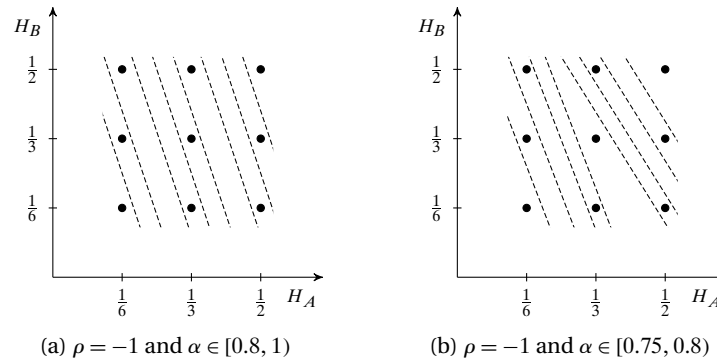 H_B
1/2
1/3
1/6
1/6 1/3 1/2 H_A
(a) ρ = −1 and α ∈ [0.8, 1)
H_B
1/2
1/3
1/6
1/6 1/3 1/2 H_A
(b) ρ = −1 and α ∈ [0.75, 0.8)